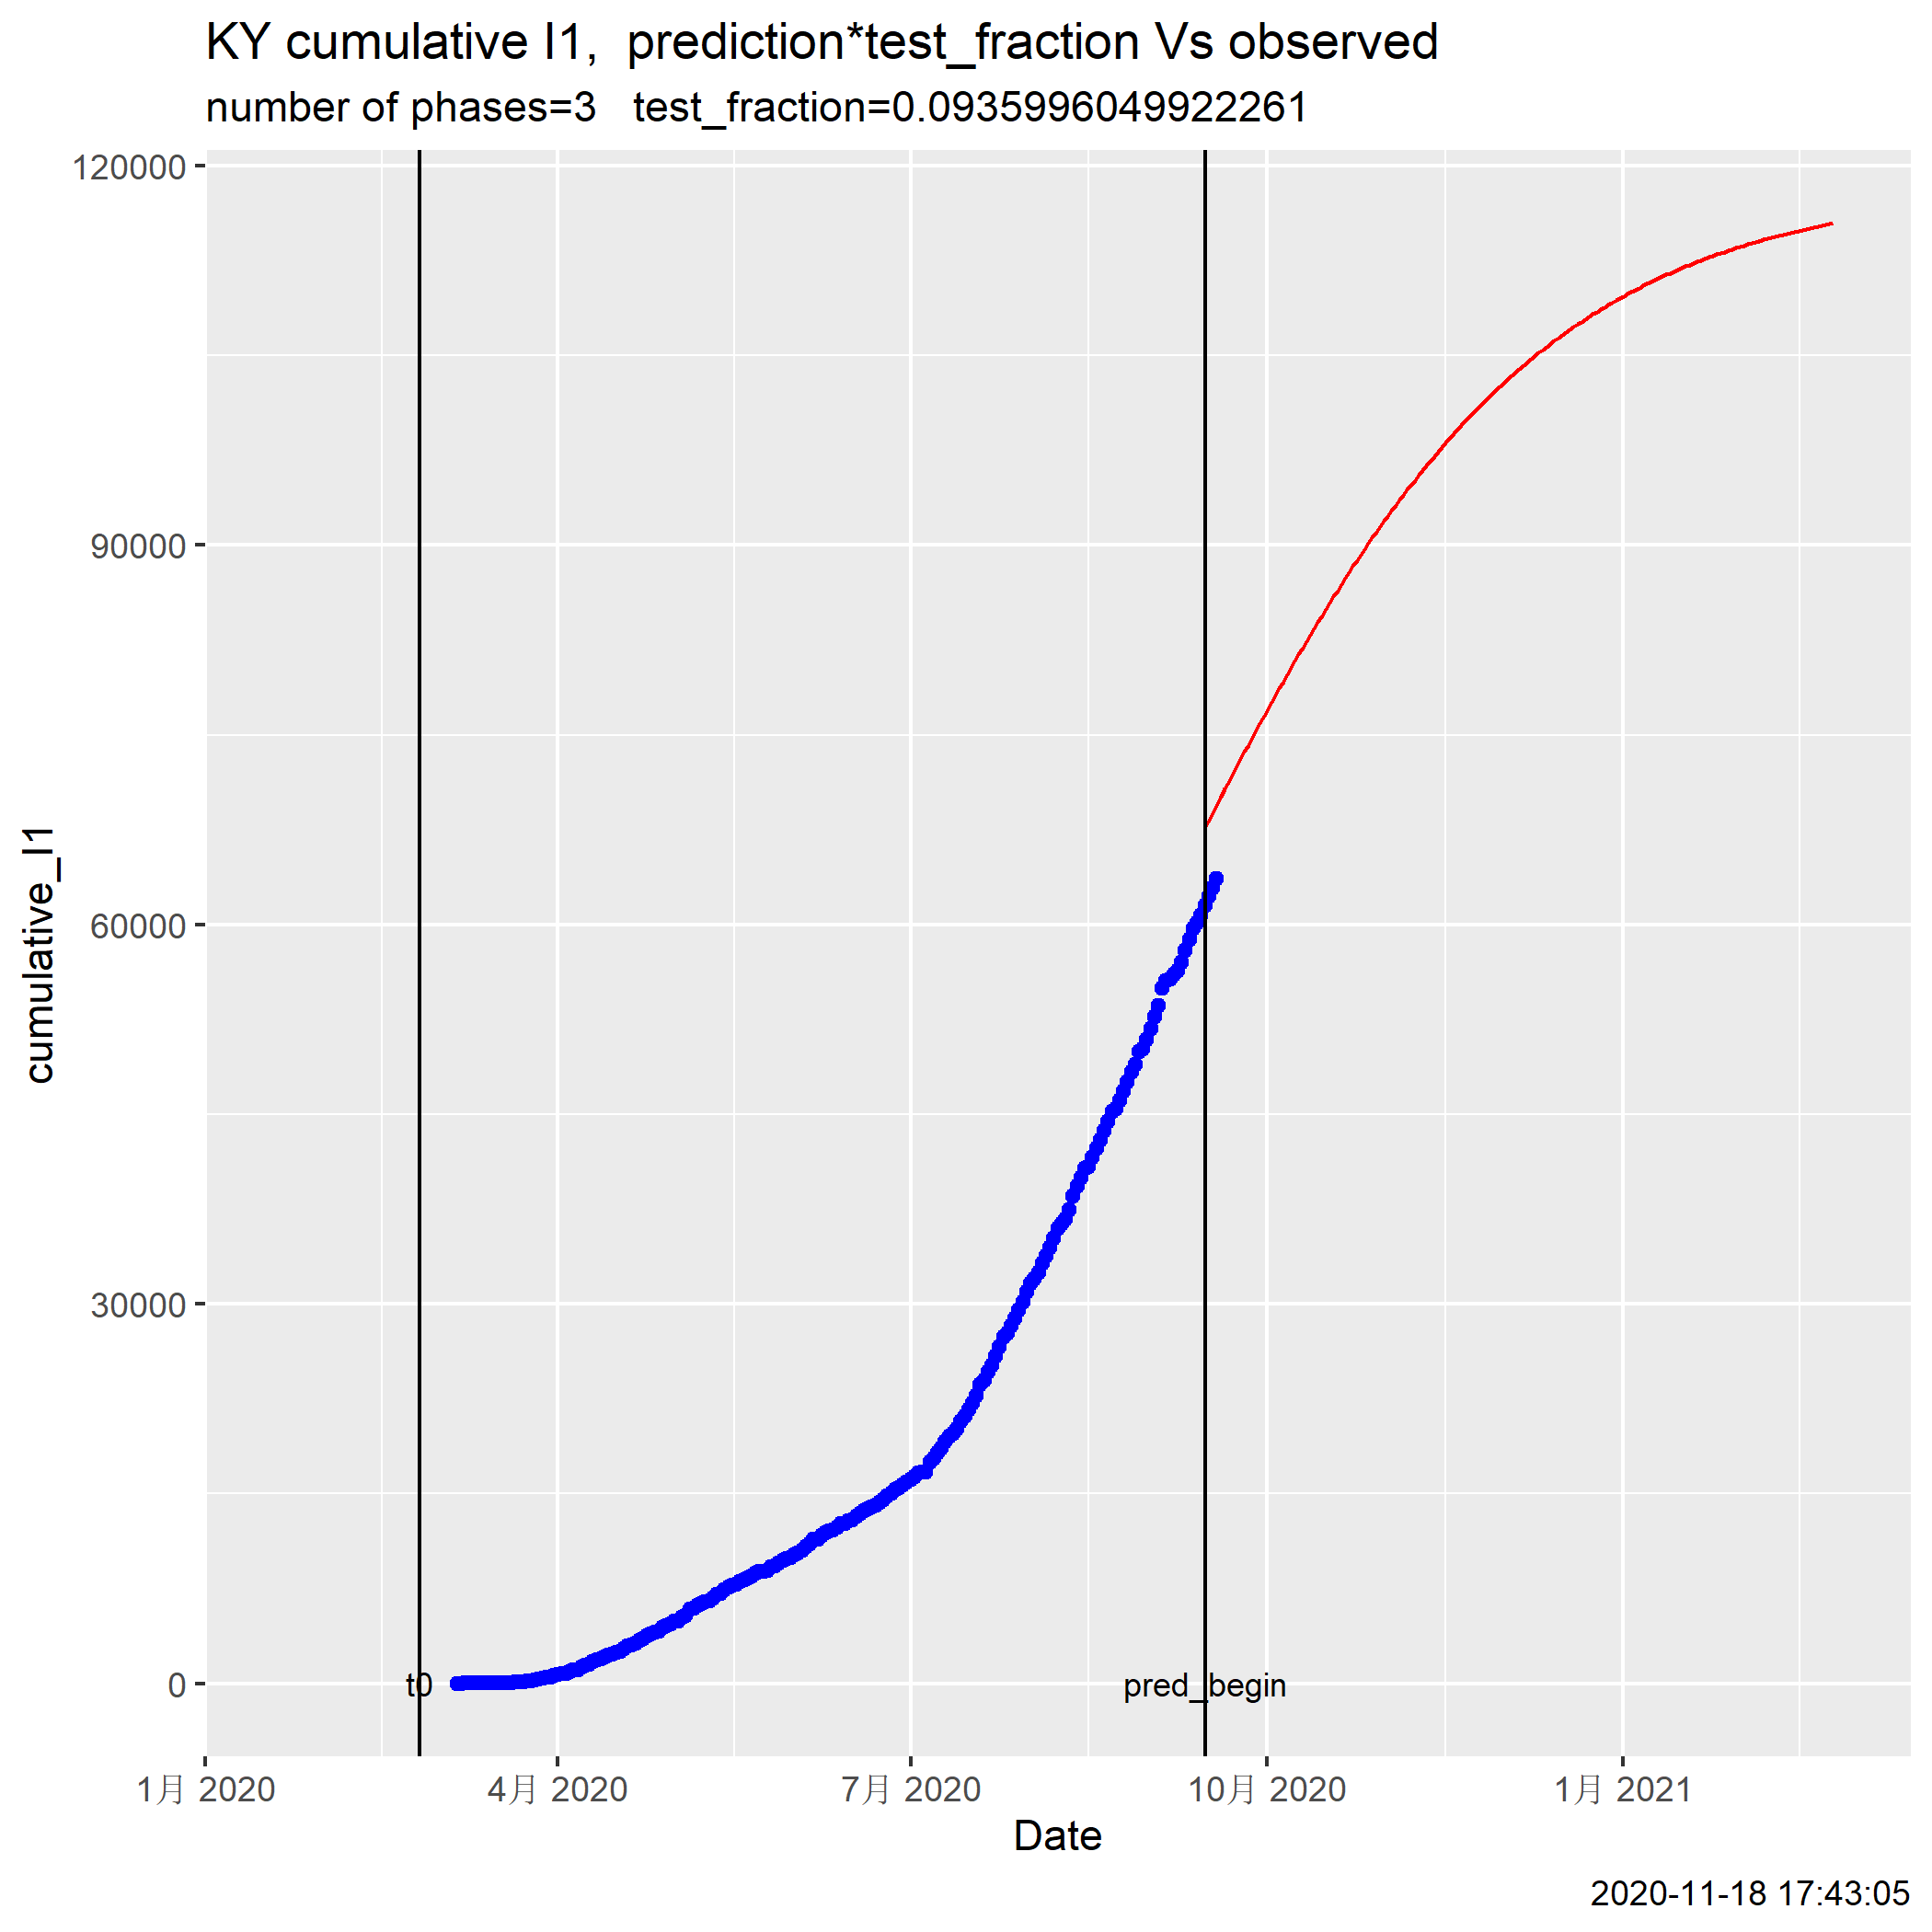 KY cumulative I1,  prediction*test_fraction Vs observed
number of phases=3   test_fraction=0.0935996049922261
120000
90000
60000
30000
0
cumulative_I1
t0
pred_begin
1月 2020
4月 2020
7月 2020
10月 2020
1月 2021
Date
2020-11-18 17:43:05